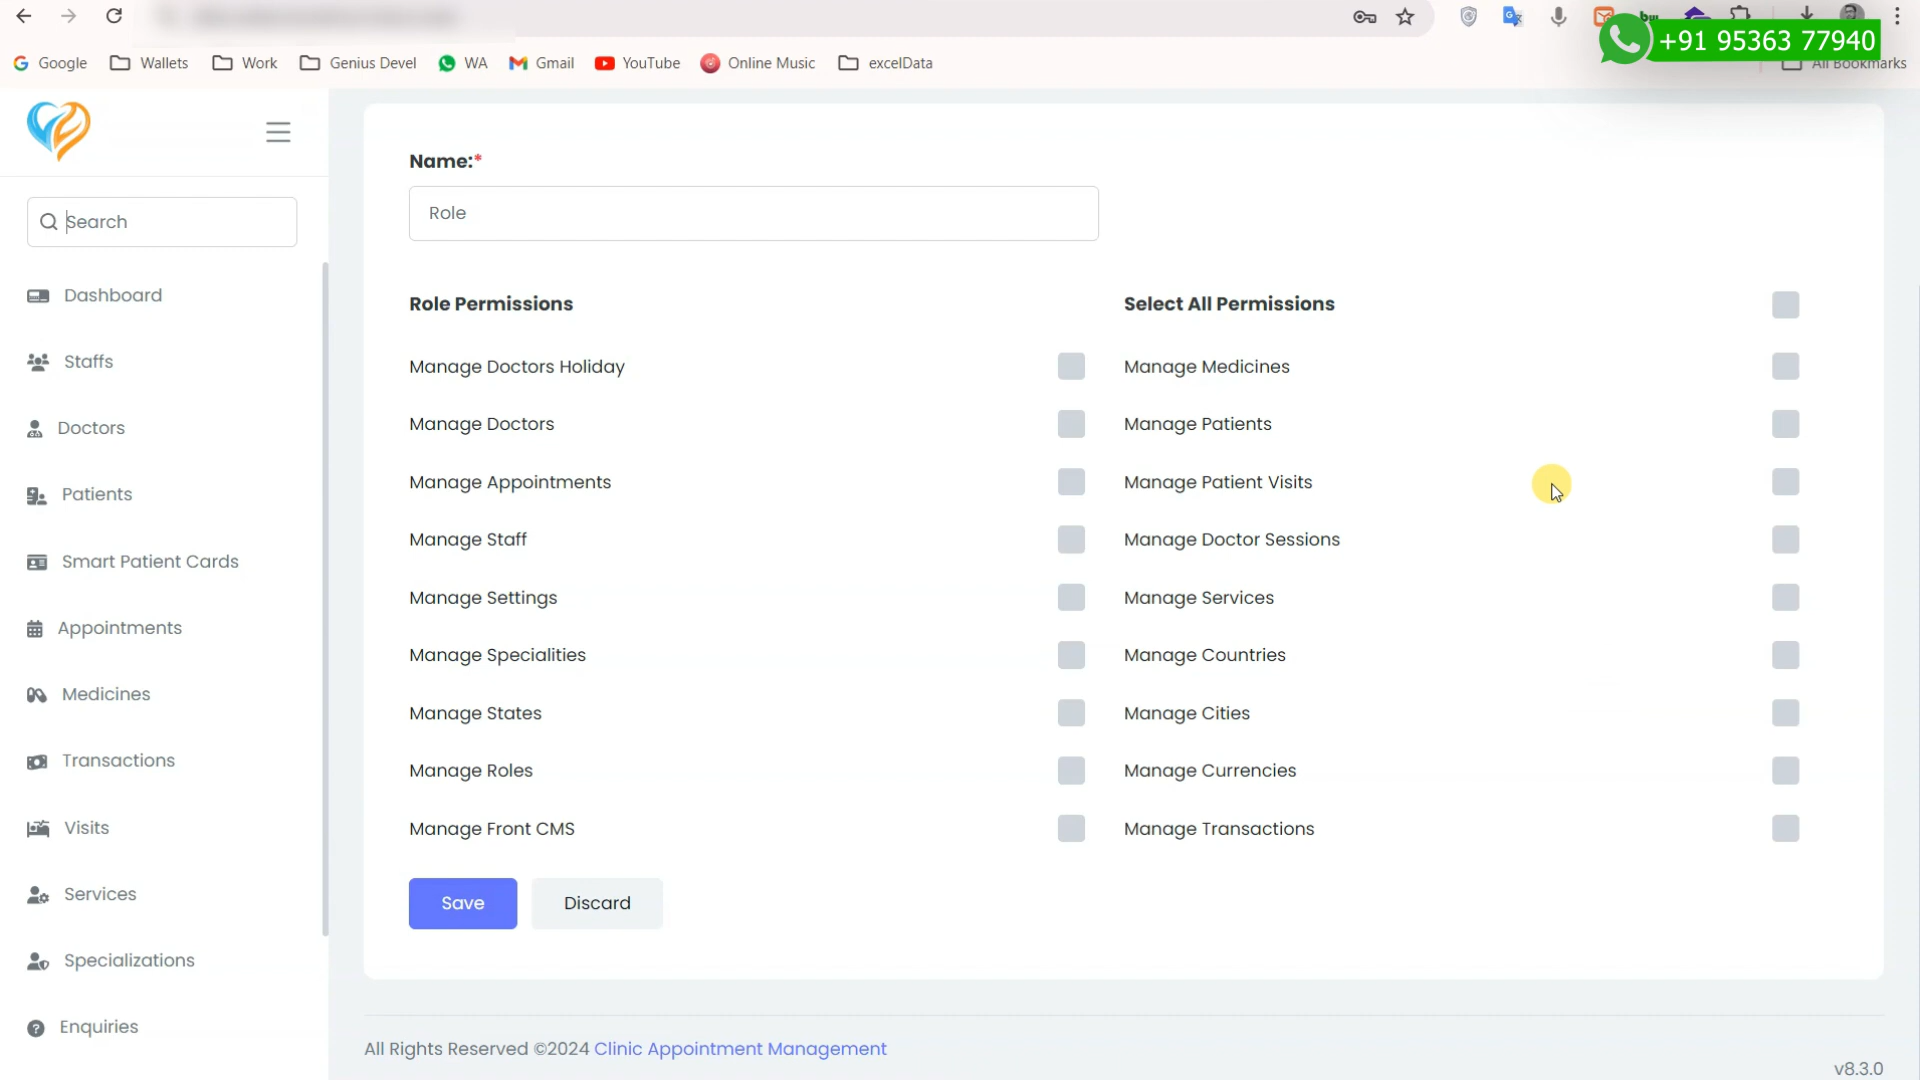 +91 95363 77940
Google Wallets Work Genius Devel WA Gmail YouTube Online Music excelData All Bookmarks
Search
Dashboard
Staffs
Doctors
Patients
Smart Patient Cards
Appointments
Medicines
Transactions
Visits
Services
Specializations
Enquiries
Name:*
Role
Role Permissions
Select All Permissions
Manage Doctors Holiday
Manage Medicines
Manage Doctors
Manage Patients
Manage Appointments
Manage Patient Visits
Manage Staff
Manage Doctor Sessions
Manage Settings
Manage Services
Manage Specialities
Manage Countries
Manage States
Manage Cities
Manage Roles
Manage Currencies
Manage Front CMS
Manage Transactions
Save
Discard
All Rights Reserved ©2024 Clinic Appointment Management
v8.3.0